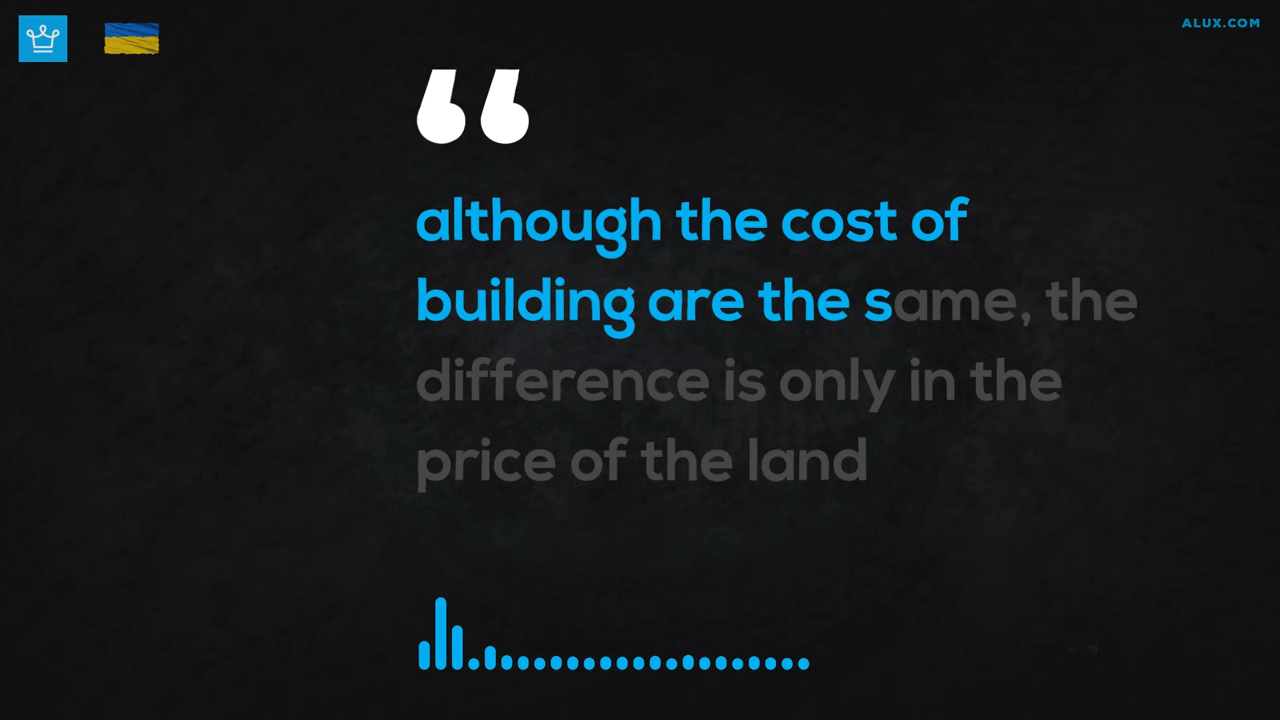 ALUX.COM
“
although the cost of
building are the same, the
difference is only in the
price of the land